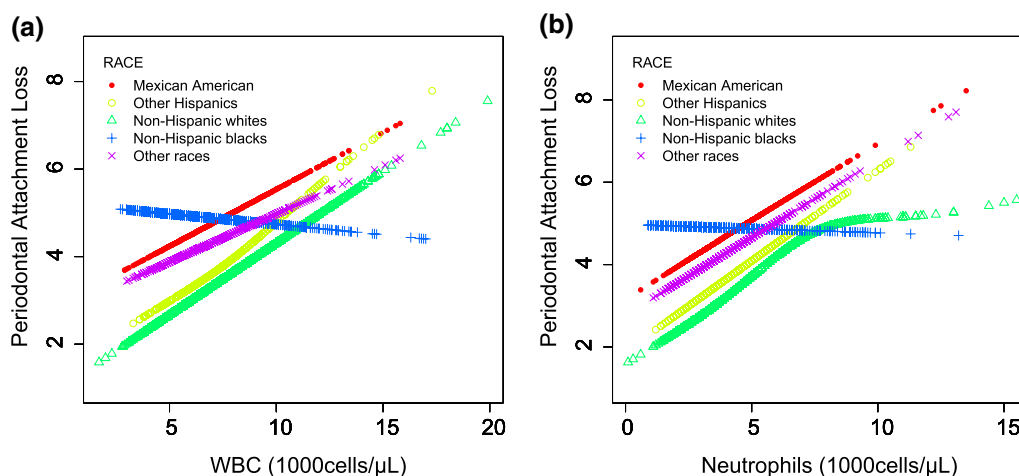 (a)
Periodontal Attachment Loss
8
6
4
2
RACE
Mexican American
Other Hispanics
Non-Hispanic whites
Non-Hispanic blacks
Other races
5
10
15
20
WBC (1000cells/µL)
(b)
Periodontal Attachment Loss
8
6
4
2
RACE
Mexican American
Other Hispanics
Non-Hispanic whites
Non-Hispanic blacks
Other races
0
5
10
15
Neutrophils (1000cells/µL)